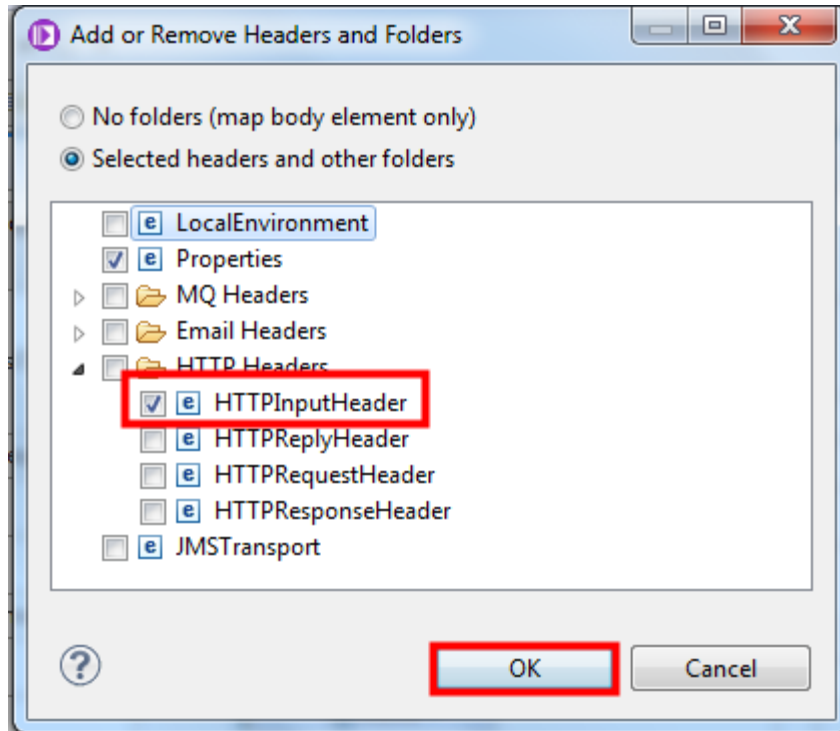 Add or Remove Headers and Folders
No folders (map body element only)
Selected headers and other folders
LocalEnvironment
Properties
MQ Headers
Email Headers
HTTP Headers
HTTPInputHeader
HTTPReplyHeader
HTTPRequestHeader
HTTPResponseHeader
JMSTransport
OK
Cancel